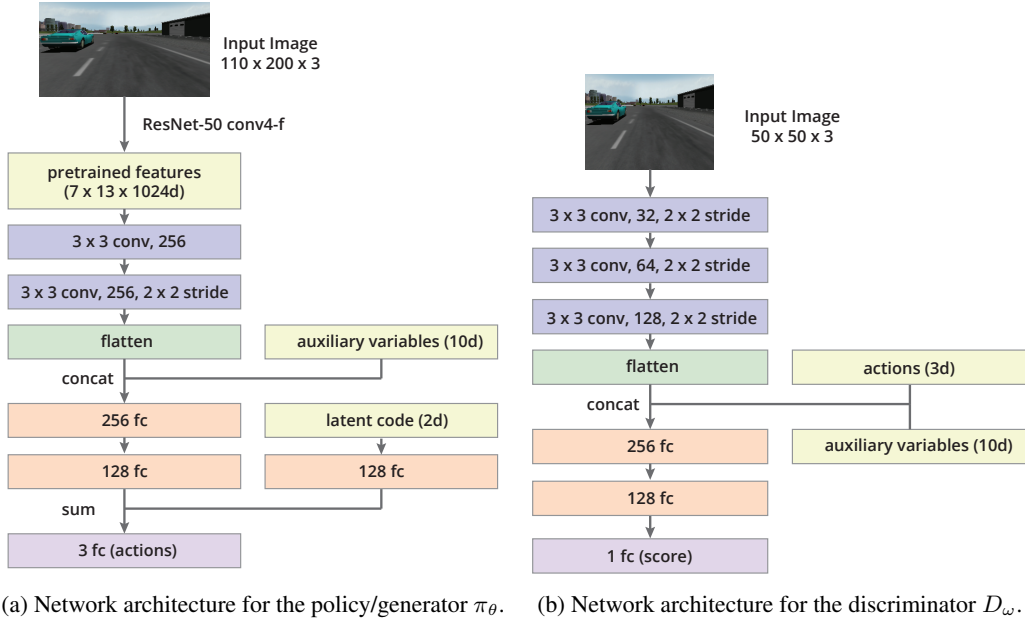 Input Image
110 x 200 x 3
ResNet-50 conv4-f
pretrained features
(7 x 13 x 1024d)
3 x 3 conv, 256
3 x 3 conv, 256, 2 x 2 stride
flatten
auxiliary variables (10d)
concat
256 fc
latent code (2d)
128 fc
128 fc
sum
3 fc (actions)
(a) Network architecture for the policy/generator πθ.
Input Image
50 x 50 x 3
3 x 3 conv, 32, 2 x 2 stride
3 x 3 conv, 64, 2 x 2 stride
3 x 3 conv, 128, 2 x 2 stride
flatten
actions (3d)
concat
256 fc
auxiliary variables (10d)
128 fc
1 fc (score)
(b) Network architecture for the discriminator Dω.